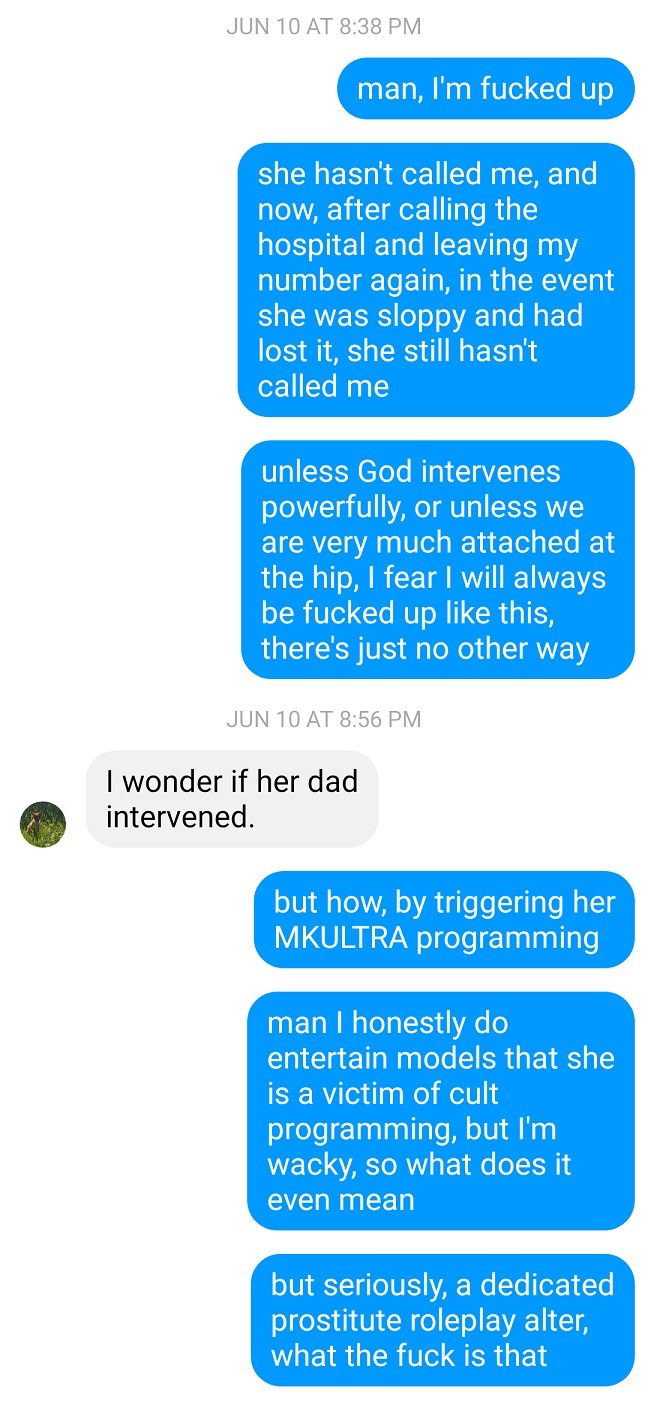 JUN 10 AT 8:38 PM
man, I'm fucked up
she hasn't called me, and
now, after calling the
hospital and leaving my
number again, in the event
she was sloppy and had
lost it, she still hasn't
called me
unless God intervenes
powerfully, or unless we
are very much attached at
the hip, I fear I will always
be fucked up like this,
there's just no other way
JUN 10 AT 8:56 PM
I wonder if her dad
intervened.
but how, by triggering her
MKULTRA programming
man I honestly do
entertain models that she
is a victim of cult
programming, but I'm
wacky, so what does it
even mean
but seriously, a dedicated
prostitute roleplay alter,
what the fuck is that